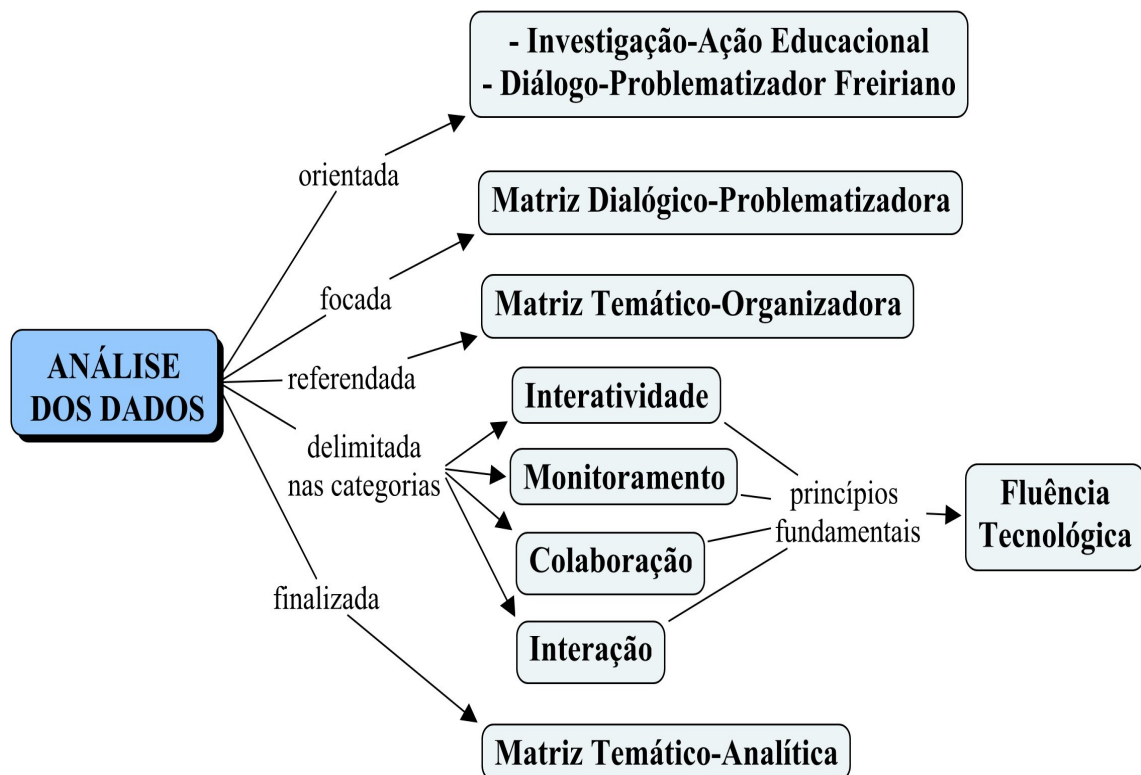 - Investigação-Ação Educacional
- Diálogo-Problematizador Freiriano
orientada
Matriz Dialógico-Problematizadora
focada
Matriz Temático-Organizadora
ANÁLISE
DOS DADOS
referendada
Interatividade
delimitada
nas categorias
Monitoramento
princípios
fundamentais
Fluência
Tecnológica
Colaboração
finalizada
Interação
Matriz Temático-Analítica